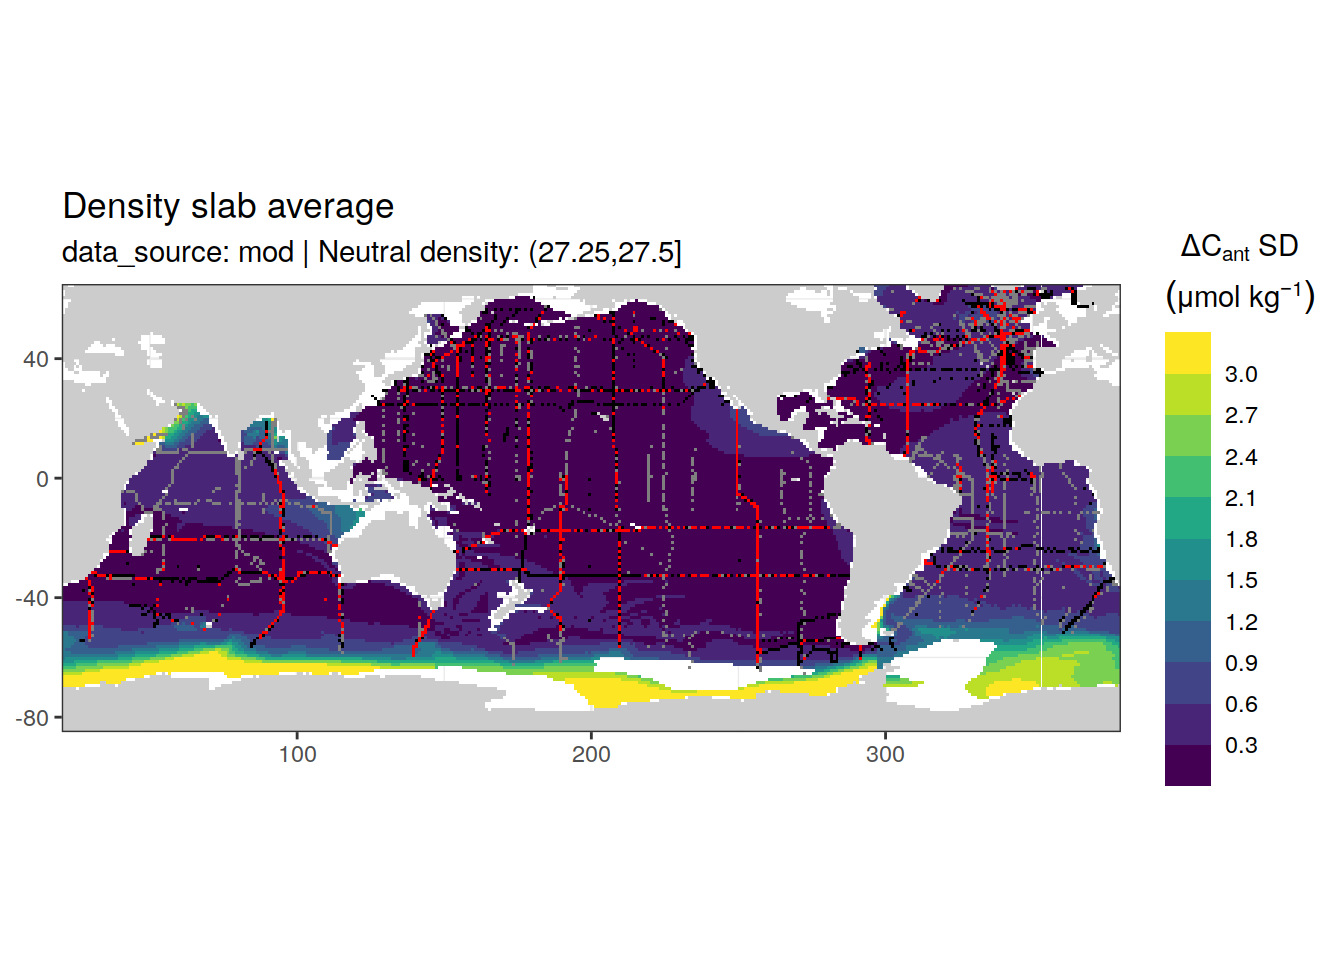 Density slab average
data_source: mod | Neutral density: (27.25,27.5]
ΔCant SD
(μmol kg−1)
3.0
2.7
2.4
2.1
1.8
1.5
1.2
0.9
0.6
0.3
40
0
-40
-80
100 200 300